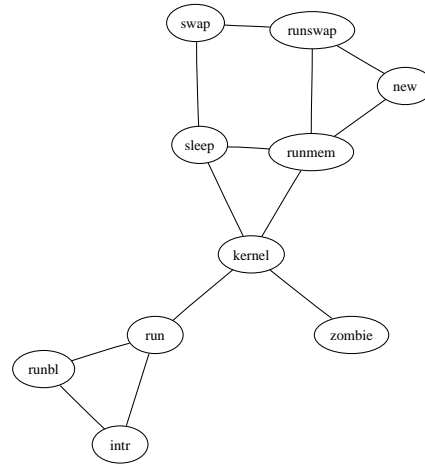 swap
runswap
new
sleep
runmem
kernel
run
zombie
runbl
intr